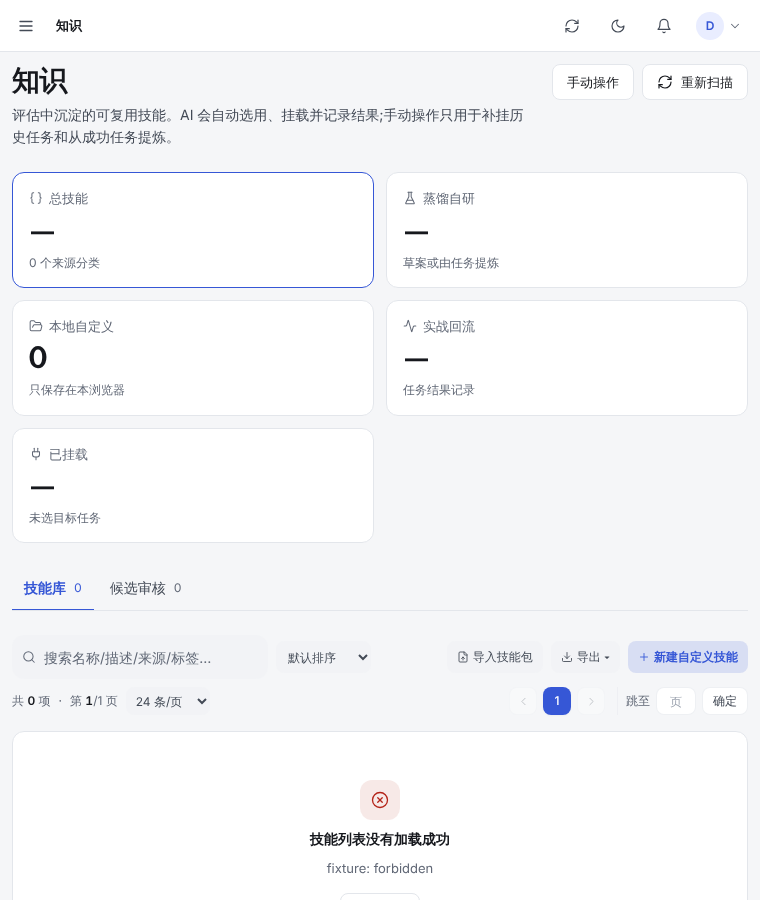 知识
D
知识
手动操作
重新扫描
评估中沉淀的可复用技能。AI 会自动选用、挂载并记录结果;手动操作只用于补挂历
史任务和从成功任务提炼。
总技能
—
0 个来源分类
蒸馏自研
—
草案或由任务提炼
本地自定义
0
只保存在本浏览器
实战回流
—
任务结果记录
已挂载
—
未选目标任务
技能库 0
候选审核 0
搜索名称/描述/来源/标签...
默认排序
导入技能包
导出
新建自定义技能
共 0 项 · 第 1/1 页
24 条/页
1
跳至
页
确定
技能列表没有加载成功
fixture: forbidden